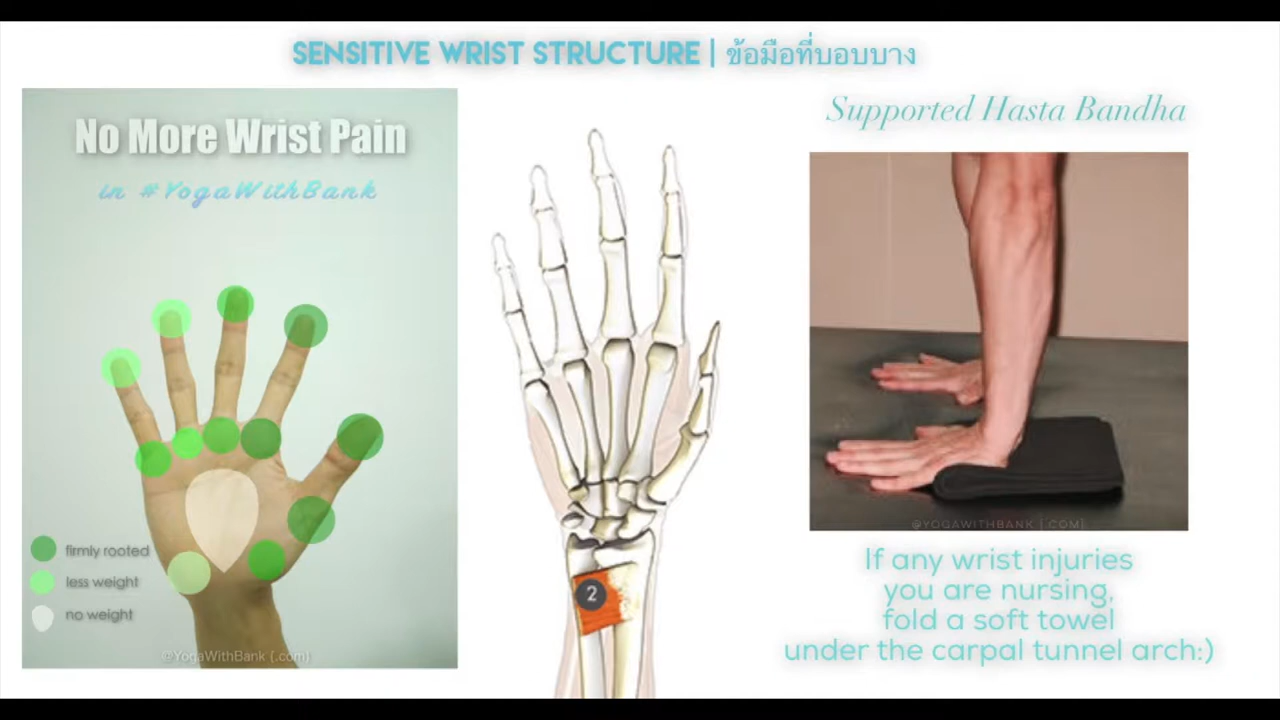 SENSITIVE WRIST STRUCTURE | ข้อมือที่บอบบาง
No More Wrist Pain
in #YogaWithBank
firmly rooted
less weight
no weight
@YogaWithBank {.com}
2
Supported Hasta Bandha
@YOGAWITHBANK {.COM}
If any wrist injuries
you are nursing,
fold a soft towel
under the carpal tunnel arch:)